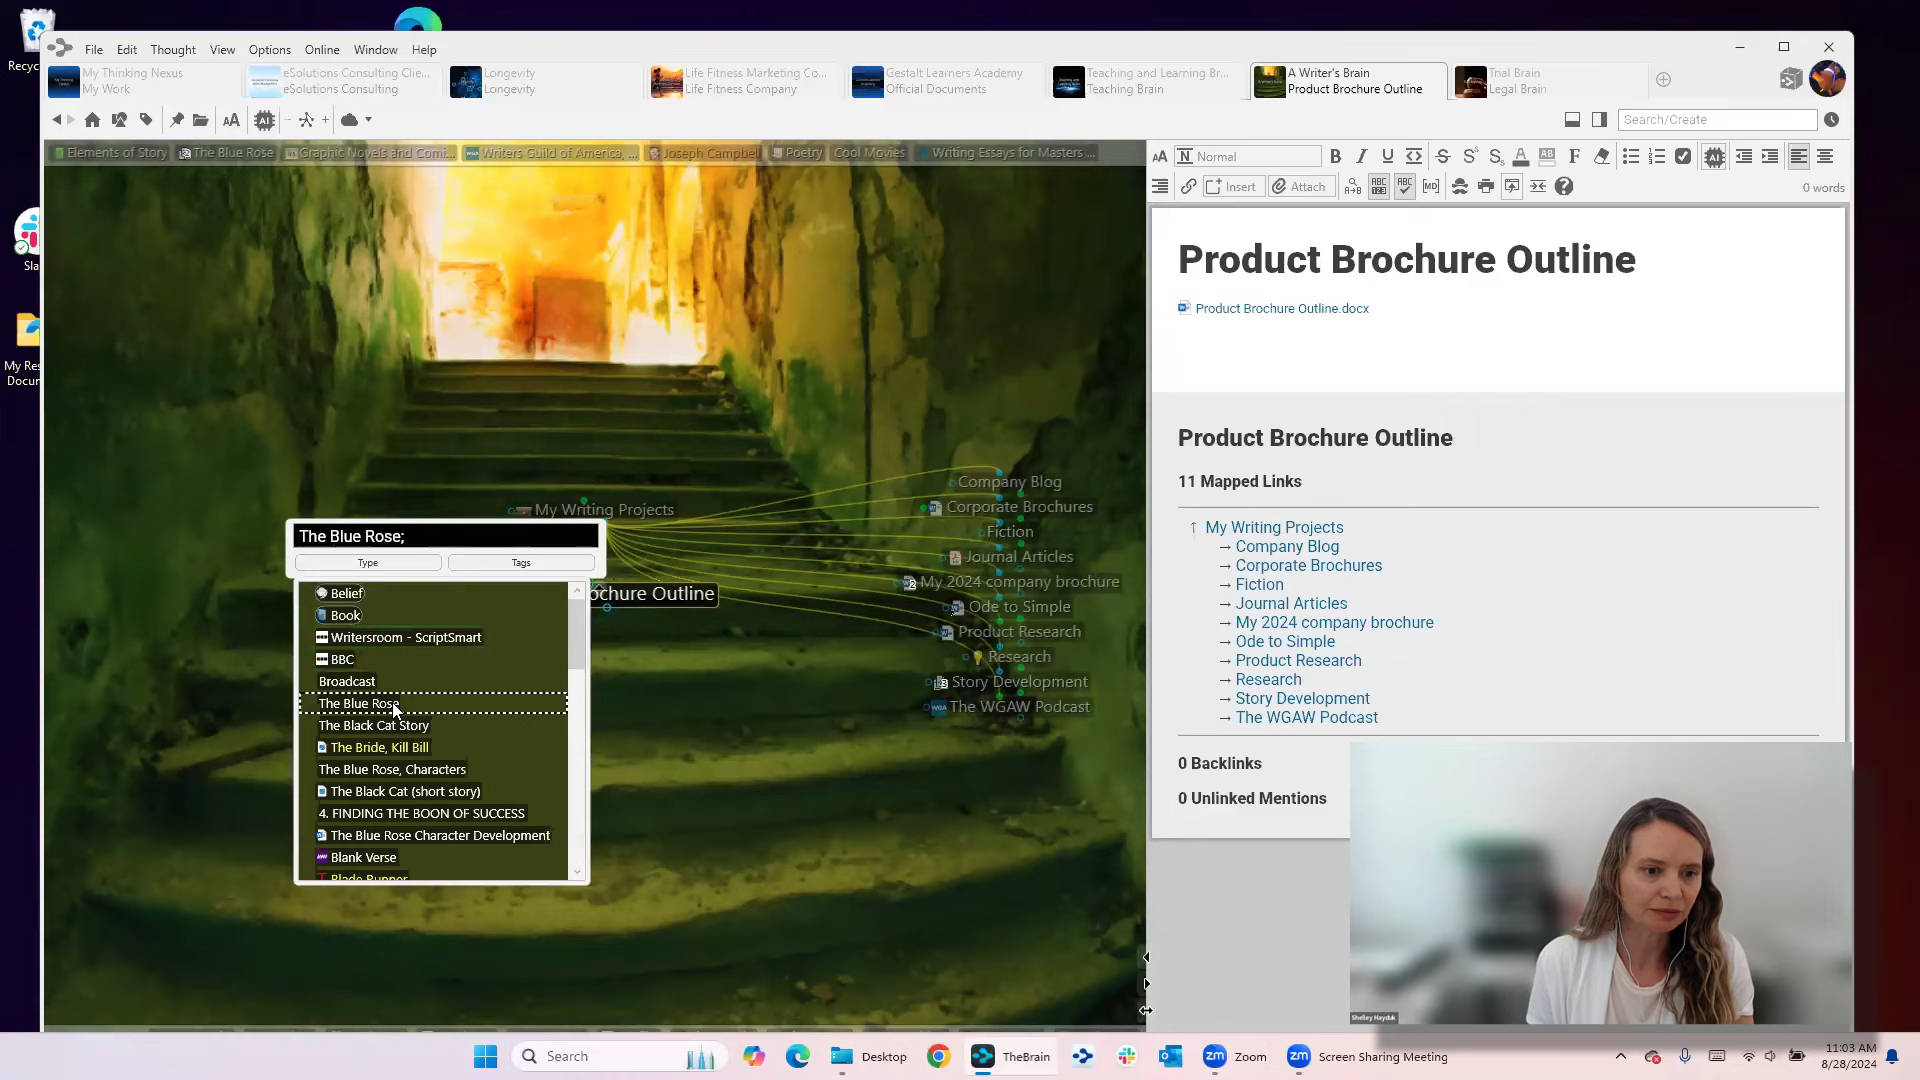 Recyc
Sla
My Res
Docun
File Edit Thought View Options Online Window Help
My Thinking Nexus
My Work
eSolutions Consulting Clie...
eSolutions Consulting
Longevity
Longevity
Life Fitness Marketing Co...
Life Fitness Company
Gestalt Learners Academy
Official Documents
Teaching and Learning Br...
Teaching Brain
A Writer's Brain
Product Brochure Outline
Trial Brain
Legal Brain
Search/Create
Elements of Story The Blue Rose Graphic Novels and Comi... Writers Guild of America, ... Joseph Campbell Poetry Cool Movies Writing Essays for Masters ...
Normal
Insert Attach
0 words
Product Brochure Outline
Product Brochure Outline.docx
Product Brochure Outline
11 Mapped Links
My Writing Projects
→ Company Blog
→ Corporate Brochures
→ Fiction
→ Journal Articles
→ My 2024 company brochure
→ Ode to Simple
→ Product Research
→ Research
→ Story Development
→ The WGAW Podcast
0 Backlinks
0 Unlinked Mentions
My Writing Projects
ochure Outline
Company Blog
Corporate Brochures
Fiction
Journal Articles
My 2024 company brochure
Ode to Simple
Product Research
Research
Story Development
The WGAW Podcast
The Blue Rose;
Type Tags
Belief
Book
Writersroom - ScriptSmart
BBC
Broadcast
The Blue Rose
The Black Cat Story
The Bride, Kill Bill
The Blue Rose, Characters
The Black Cat (short story)
4. FINDING THE BOON OF SUCCESS
The Blue Rose Character Development
Blank Verse
Blade Runner
Shelley Hayduk
Search
Desktop
TheBrain
Zoom
Screen Sharing Meeting
11:03 AM
8/28/2024